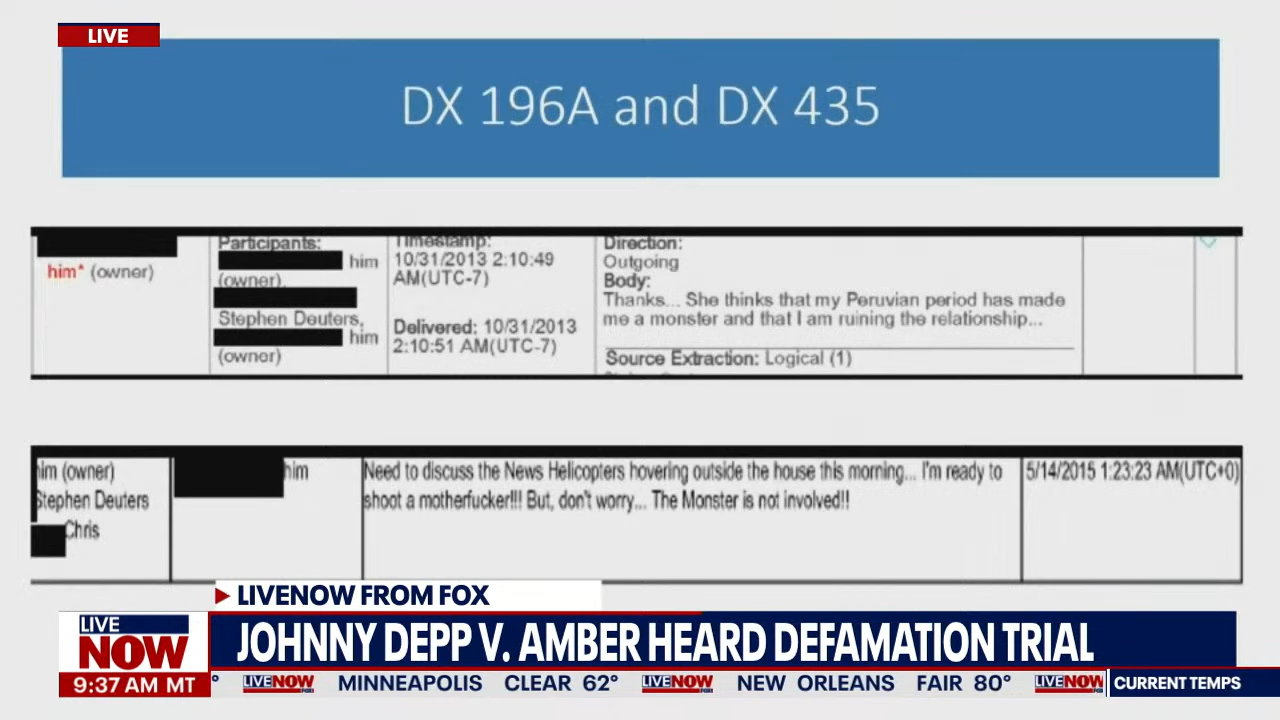 LIVE
DX 196A and DX 435
him* (owner)
Participants:
him
(owner),
Stephen Deuters,
him
(owner)
Timestamp:
10/31/2013 2:10:49
AM(UTC-7)
Delivered: 10/31/2013
2:10:51 AM(UTC-7)
Direction:
Outgoing
Body:
Thanks... She thinks that my Peruvian period has made
me a monster and that I am ruining the relationship...
Source Extraction: Logical (1)
him (owner)
Stephen Deuters
Chris
him
Need to discuss the News Helicopters hovering outside the house this morning... I'm ready to
shoot a motherfucker!!! But, don't worry... The Monster is not involved!!
5/14/2015 1:23:23 AM(UTC+0)
LIVENOW FROM FOX
LIVE
NOW
JOHNNY DEPP V. AMBER HEARD DEFAMATION TRIAL
9:37 AM MT
° LIVENOW FOX MINNEAPOLIS CLEAR 62° LIVENOW FOX NEW ORLEANS FAIR 80° LIVENOW FOX CURRENT TEMPS